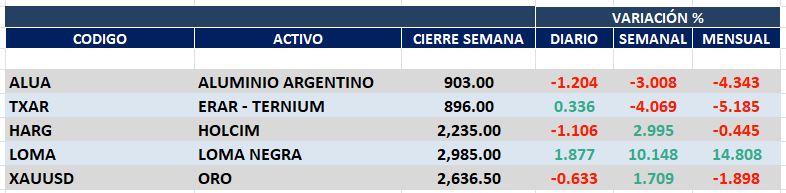 VARIACIÓN %
CODIGO ACTIVO CIERRE SEMANA DIARIO SEMANAL MENSUAL
ALUA ALUMINIO ARGENTINO 903.00 -1.204 -3.008 -4.343
TXAR ERAR - TERNIUM 896.00 0.336 -4.069 -5.185
HARG HOLCIM 2,235.00 -1.106 2.995 -0.445
LOMA LOMA NEGRA 2,985.00 1.877 10.148 14.808
XAUUSD ORO 2,636.50 -0.633 1.709 -1.898